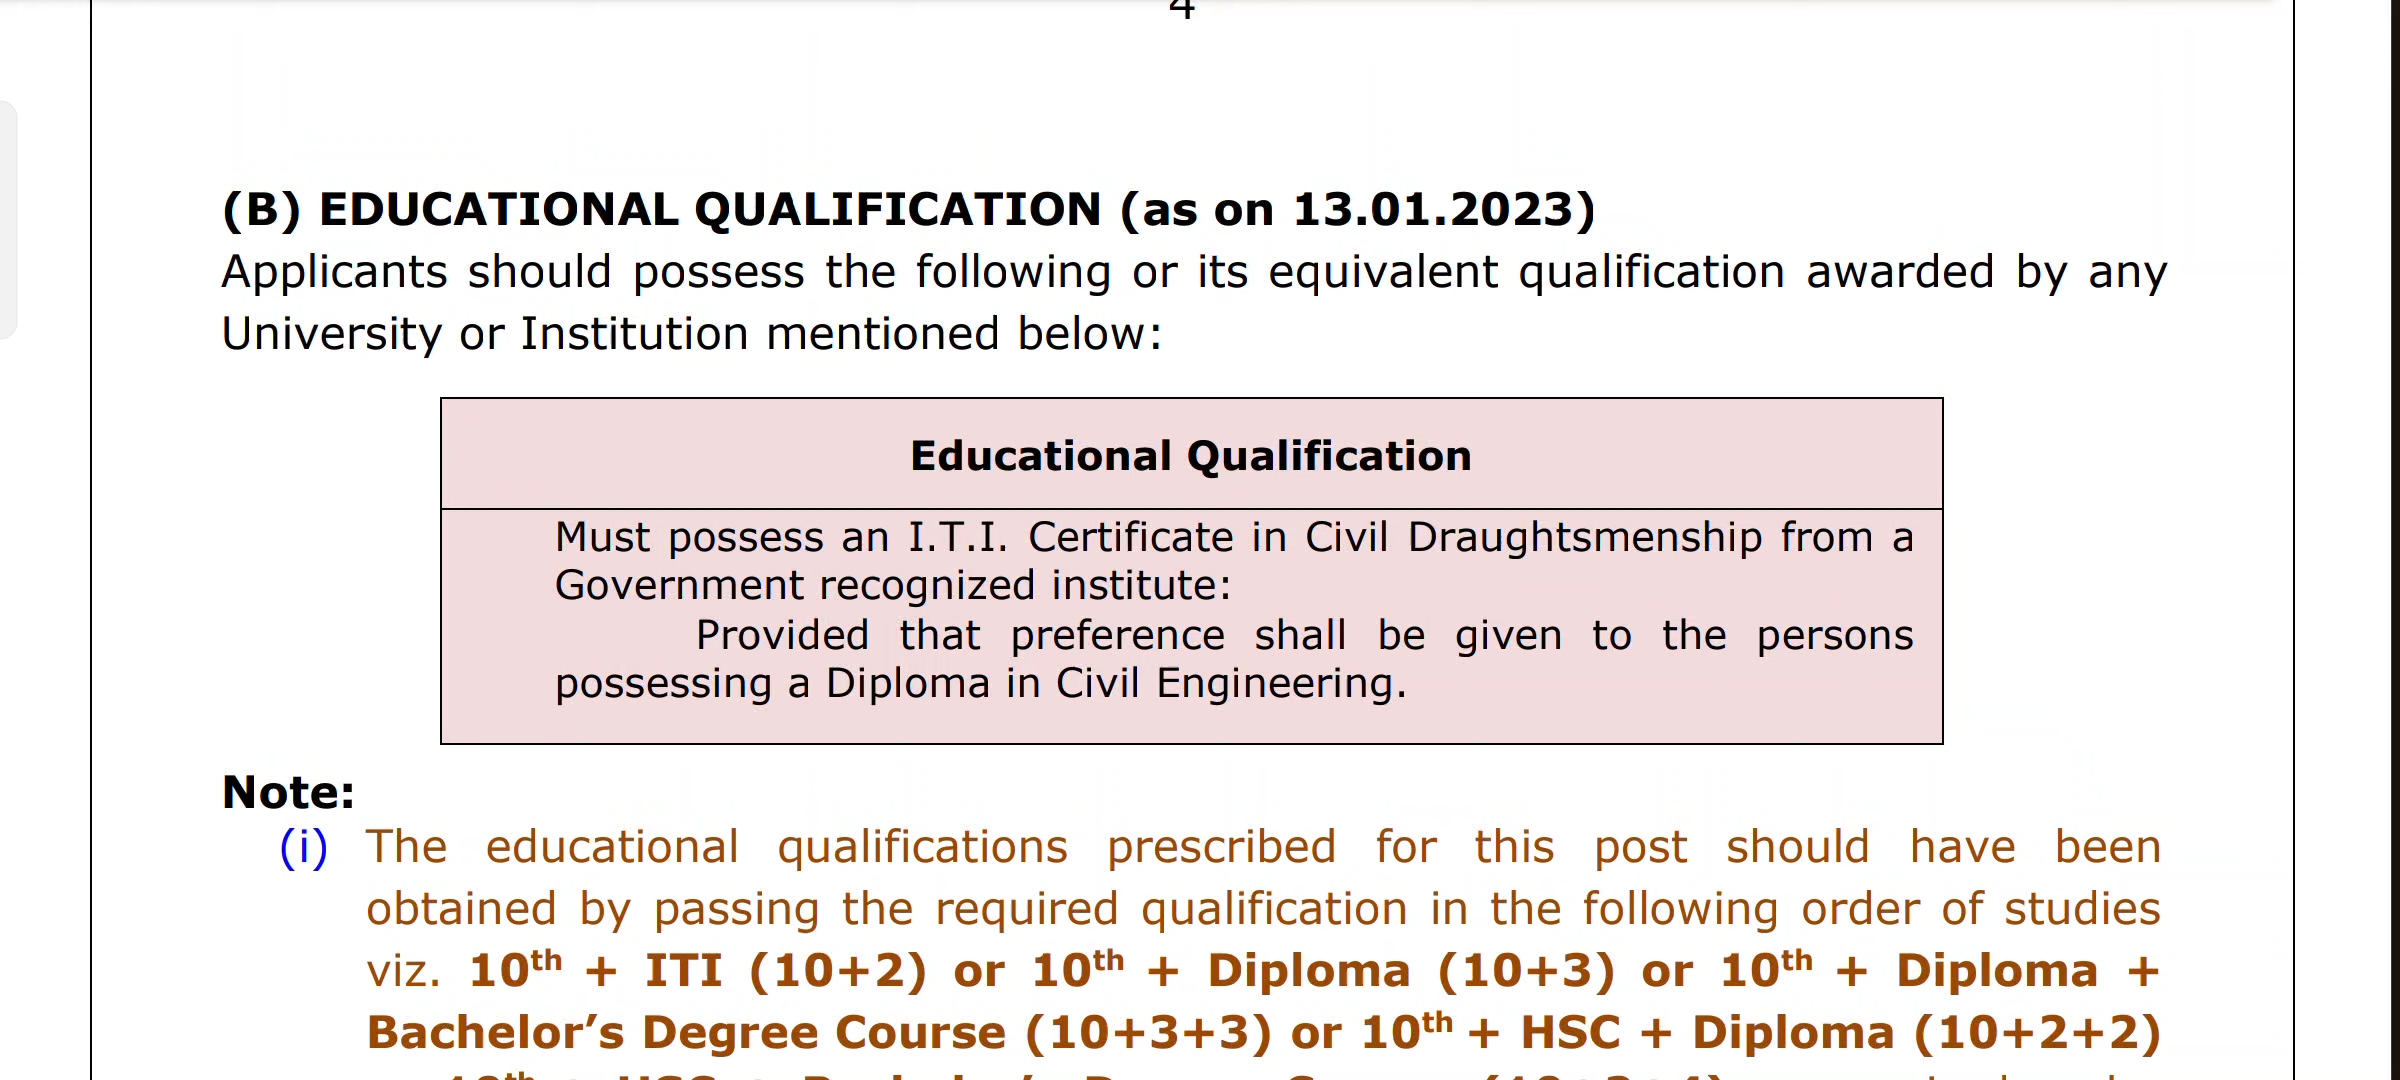 4
(B) EDUCATIONAL QUALIFICATION (as on 13.01.2023)
Applicants should possess the following or its equivalent qualification awarded by any
University or Institution mentioned below:
Educational Qualification
Must possess an I.T.I. Certificate in Civil Draughtsmenship from a
Government recognized institute:
Provided that preference shall be given to the persons
possessing a Diploma in Civil Engineering.
Note:
(i) The educational qualifications prescribed for this post should have been
obtained by passing the required qualification in the following order of studies
viz. 10th + ITI (10+2) or 10th + Diploma (10+3) or 10th + Diploma +
Bachelor’s Degree Course (10+3+3) or 10th + HSC + Diploma (10+2+2)